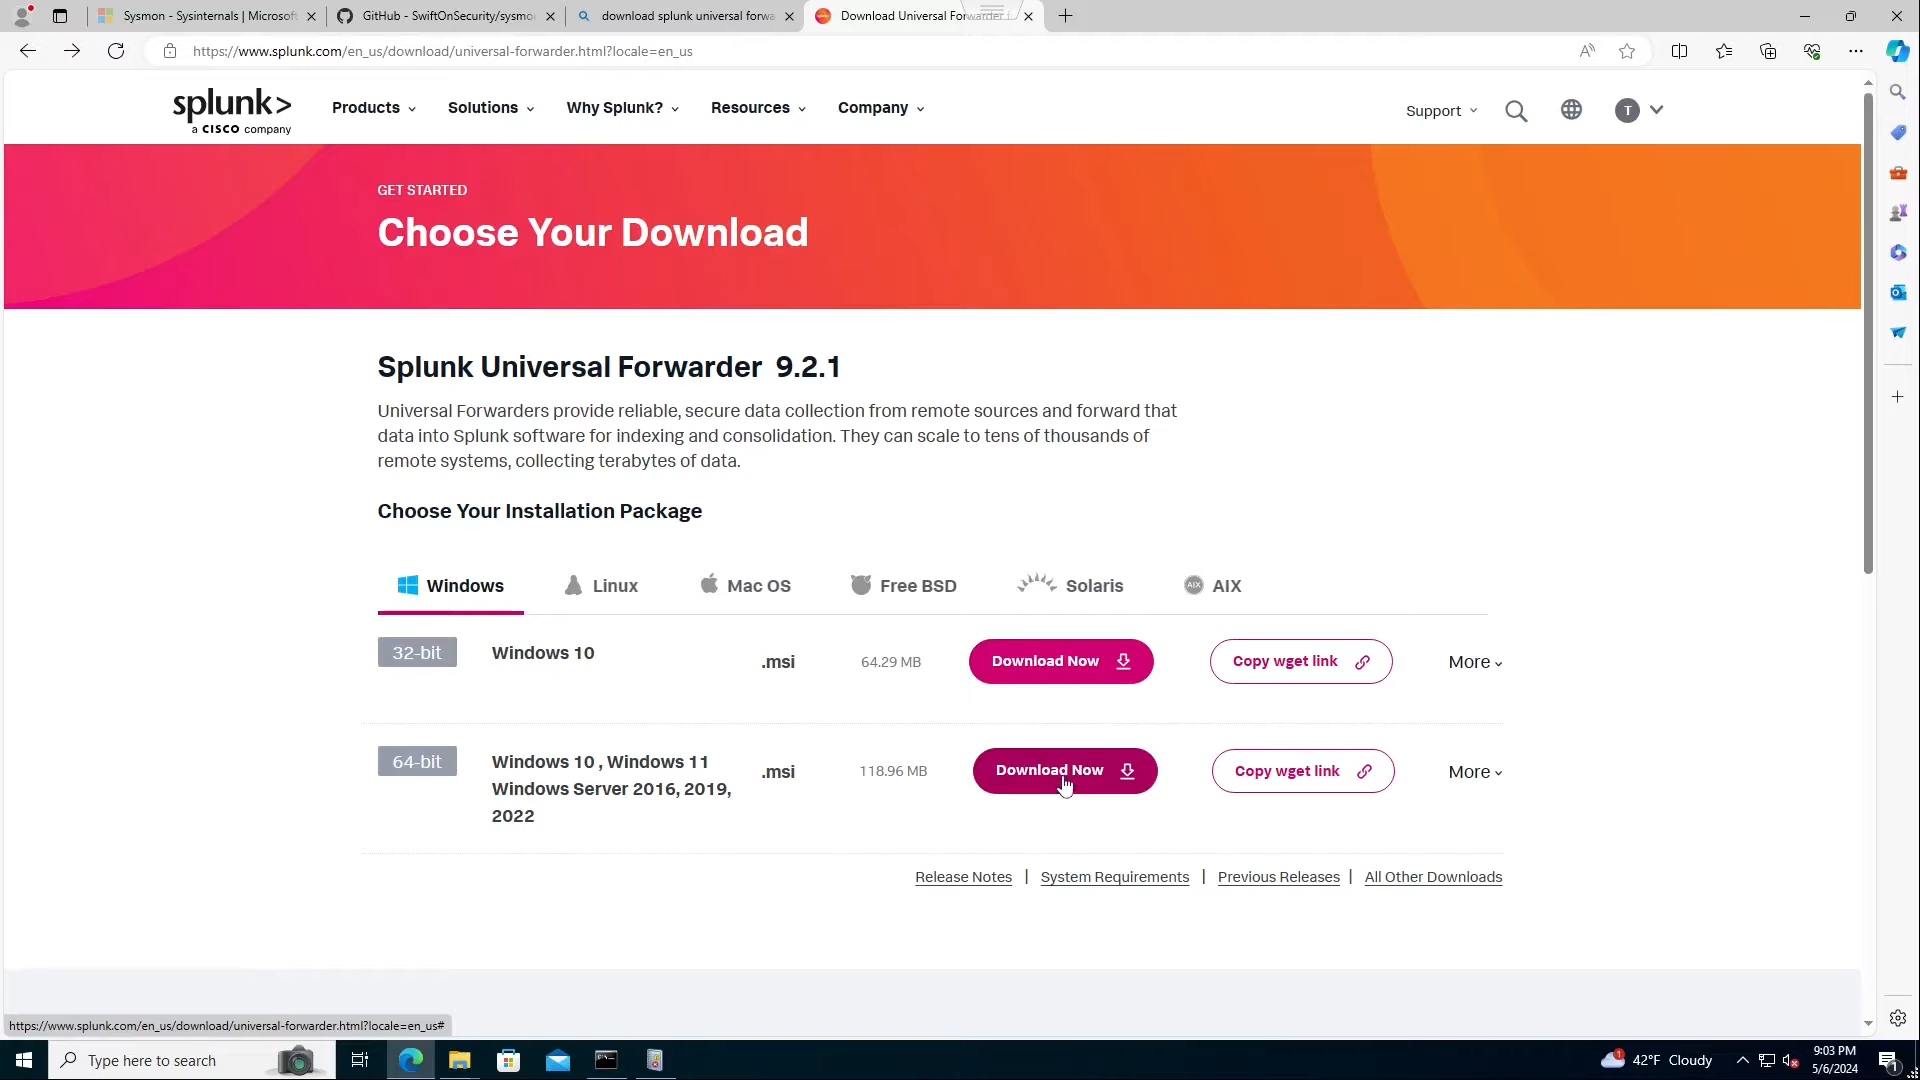 Sysmon - Sysinternals | Microsoft
GitHub - SwiftOnSecurity/sysmo
download splunk universal forwa
Download Universal Forwarder f
https://www.splunk.com/en_us/download/universal-forwarder.html?locale=en_us
splunk>
a CISCO company
Products
Solutions
Why Splunk?
Resources
Company
Support
T
GET STARTED
Choose Your Download
Splunk Universal Forwarder 9.2.1
Universal Forwarders provide reliable, secure data collection from remote sources and forward that
data into Splunk software for indexing and consolidation. They can scale to tens of thousands of
remote systems, collecting terabytes of data.
Choose Your Installation Package
Windows
Linux
Mac OS
Free BSD
Solaris
AIX
AIX
32-bit
Windows 10
.msi
64.29 MB
Download Now
Copy wget link
More
64-bit
Windows 10 , Windows 11
Windows Server 2016, 2019,
2022
.msi
118.96 MB
Download Now
Copy wget link
More
Release Notes | System Requirements | Previous Releases | All Other Downloads
https://www.splunk.com/en_us/download/universal-forwarder.html?locale=en_us#
Type here to search
1
42°F Cloudy
9:03 PM
5/6/2024
1